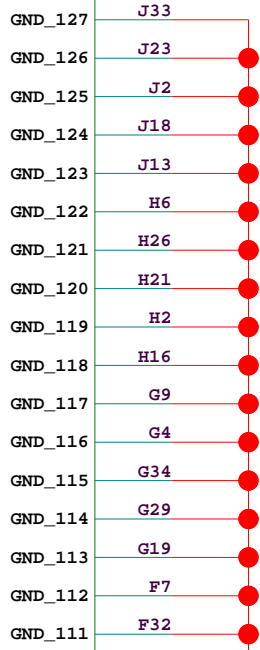 GND_127 J33
GND_126 J23
GND_125 J2
GND_124 J18
GND_123 J13
GND_122 H6
GND_121 H26
GND_120 H21
GND_119 H2
GND_118 H16
GND_117 G9
GND_116 G4
GND_115 G34
GND_114 G29
GND_113 G19
GND_112 F7
GND_111 F32